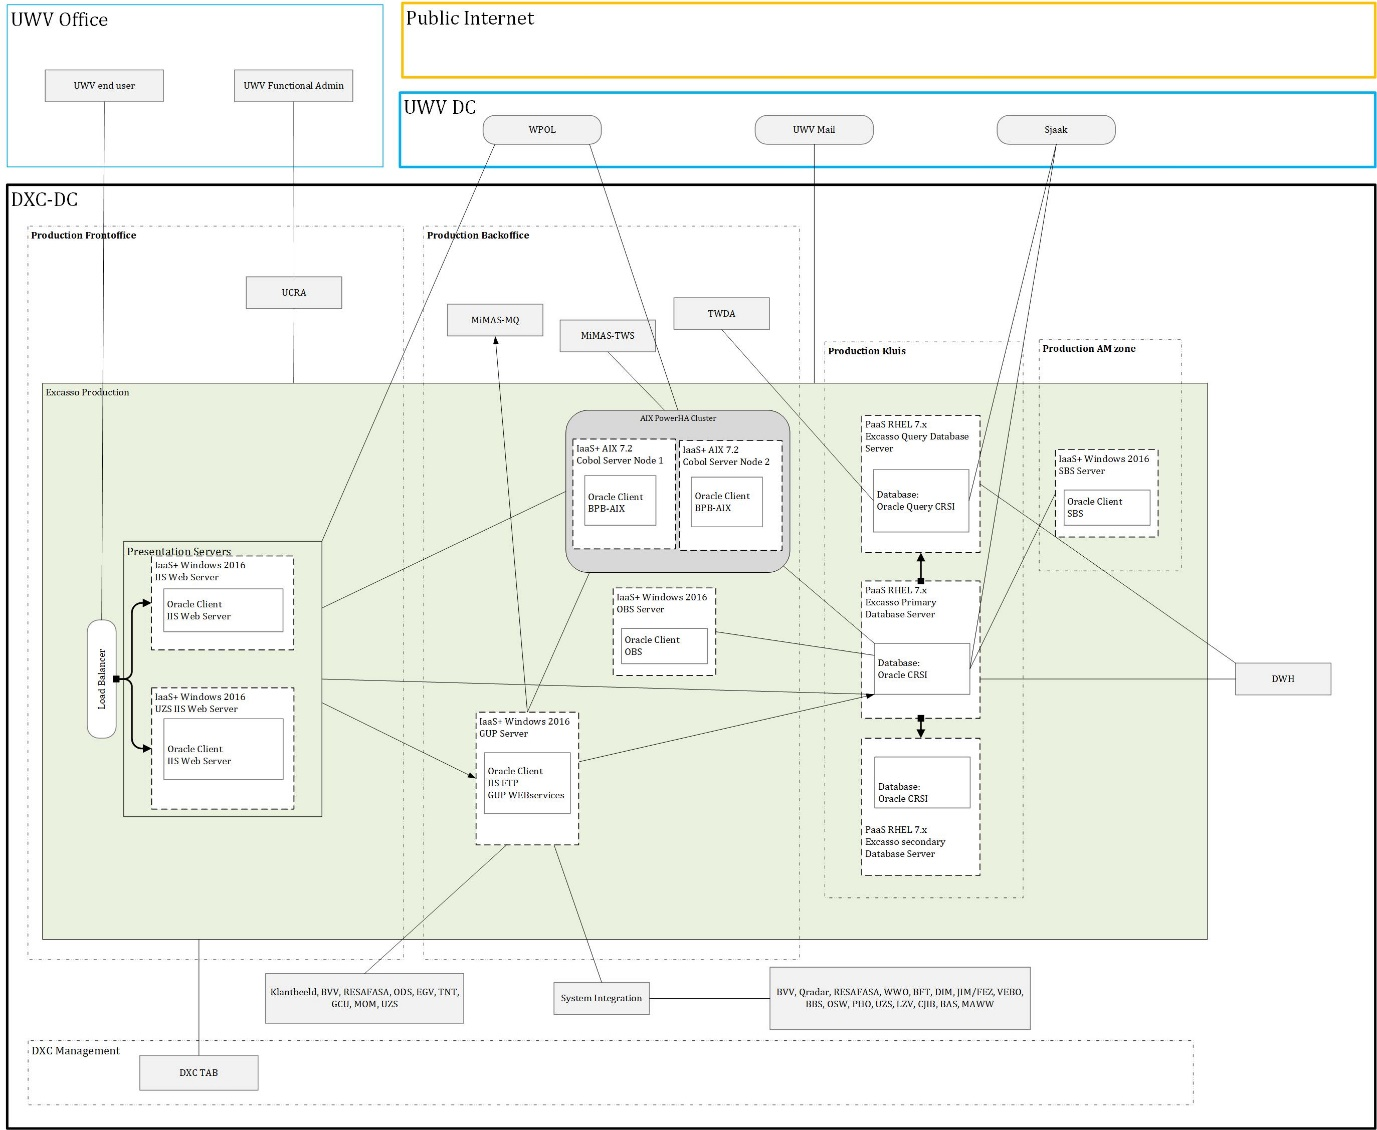 UWV Office
Public Internet
UWV end user
UWV Functional Admin
UWV DC
WPOL
UWV Mail
Sjaak
DXC-DC
Production Frontoffice
Production Backoffice
UCRA
MiMAS-MQ
MiMAS-TWS
TWDA
Production Kluis
Production AM zone
Excasso Production
AIX PowerHA Cluster
IaaS+ AIX 7.2
Cobol Server Node 1
Oracle Client
BPB-AIX
IaaS+ AIX 7.2
Cobol Server Node 2
Oracle Client
BPB-AIX
PaaS RHEL 7.x
Excasso Query Database
Server
Database:
Oracle Query CRSI
IaaS+ Windows 2016
SBS Server
Oracle Client
SBS
Presentation Servers
IaaS+ Windows 2016
IIS Web Server
Oracle Client
IIS Web Server
Load Balancer
IaaS+ Windows 2016
UZS IIS Web Server
Oracle Client
IIS Web Server
IaaS+ Windows 2016
OBS Server
Oracle Client
OBS
PaaS RHEL 7.x
Excasso Primary
Database Server
Database:
Oracle CRSI
DWH
IaaS+ Windows 2016
GUP Server
Oracle Client
IIS FTP
GUP WEBservices
Database:
Oracle CRSI
PaaS RHEL 7.x
Excasso secondary
Database Server
Klantbeeld, BVV, RESAFASA, ODS, EGV, TNT,
GCU, MOM, UZS
System Integration
BVV, Qradar, RESAFASA, WWO, BFT, DIM, JIM/FEZ, VEBO,
BBS, OSW, PHO, UZS, LZV, CJIB, BAS, MAWW
DXC Management
DXC TAB